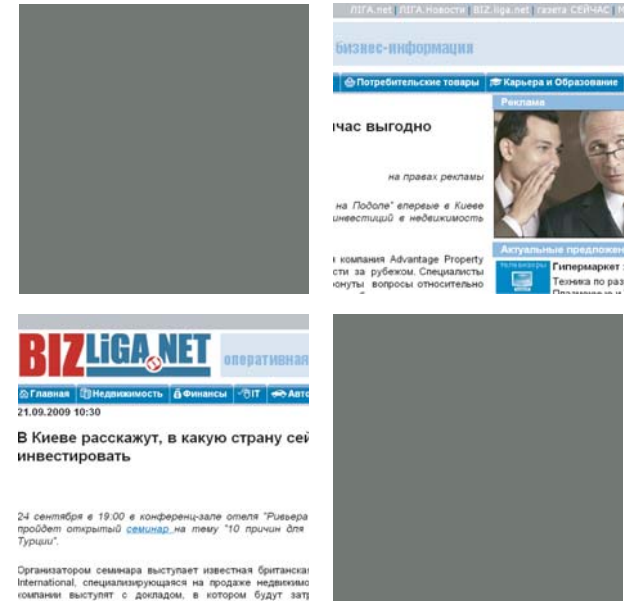 ЛІГА.net | ЛІГА.Новости | BIZ.liga.net | газета СЕЙЧАС |
бизнес-информация
Потребительские товары Карьера и Образование
Реклама
час выгодно
на правах рекламы
на Подоле" впервые в Киеве
инвестиций в недвижимость
компания Advantage Property
сти за рубежом. Специалисты
онуты вопросы относительно
Актуальные предложен
Телевизоры
Гипермаркет
Техника по раз
BIZLiGA.NET
оперативная
Главная Недвижимость Финансы IT Авто
21.09.2009 10:30
В Киеве расскажут, в какую страну сей
инвестировать
24 сентября в 19:00 в конференц-зале отеля "Ривьера
пройдет открытый семинар на тему "10 причин для
Турции".
Организатором семинара выступает известная британска
International, специализирующаяся на продаже недвижимо
компании выступят с докладом, в котором будут затр